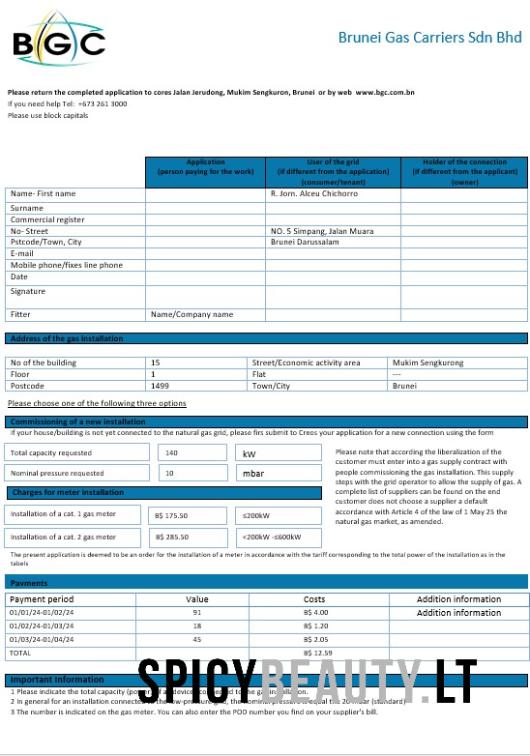 BGC
Brunei Gas Carriers Sdn Bhd
Please return the completed application to cores Jalan Jerudong, Mukim Sengkuron, Brunei or by web www.bgc.com.bn
If you need help Tel: +673 261 3000
Please use block capitals
Application
(person paying for the work)
User of the grid
(if different from the application)
(consumer/tenant)
Holder of the connection
(if different from the applicant)
(owner)
Name- First name R. Jorn. Alceu Chichorro
Surname
Commercial register
No- Street NO. 5 Simpang, Jalan Muara
Pstcode/Town, City Brunei Darussalam
E-mail
Mobile phone/fixes line phone
Date
Signature
Fitter Name/Company name
Address of the gas installation
No of the building 15 Street/Economic activity area Mukim Sengkurong
Floor 1 Flat ---
Postcode 1499 Town/City Brunei
Please choose one of the following three options
Commissioning of a new installation
If your house/building is not yet connected to the natural gas grid, please firs submit to Creos your application for a new connection using the form
Total capacity requested 140 kW
Nominal pressure requested 10 mbar
Please note that according the liberalization of the
customer must enter into a gas supply contract with
people commissioning the gas installation. This supply
steps with the grid operator to allow the supply of gas. A
complete list of suppliers can be found on the end
customer does not choose a supplier a default
accordance with Article 4 of the law of 1 May 25 the
natural gas market, as amended.
Charges for meter installation
Installation of a cat. 1 gas meter B$ 175.50 ≤200kW
Installation of a cat. 2 gas meter B$ 285.50 <200kW -≤600kW
The present application is deemed to be an order for the installation of a meter in accordance with the tariff corresponding to the total power of the installation as in the
tabels
Payments
Payment period Value Costs Addition information
01/01/24-01/02/24 91 B$ 4.00 Addition information
01/02/24-01/03/24 18 B$ 1.20
01/03/24-01/04/24 45 B$ 2.05
TOTAL B$ 12.59
Important Information
SPICYBEAUTY.LT
1 Please indicate the total capacity (power) of all devices connected to the gas installation.
2 In general for an installation connected to the low-pressure grid, the nominal pressure is equal the 20 mbar (standard)
3 The number is indicated on the gas meter. You can also enter the POD number you find on your supplier's bill.